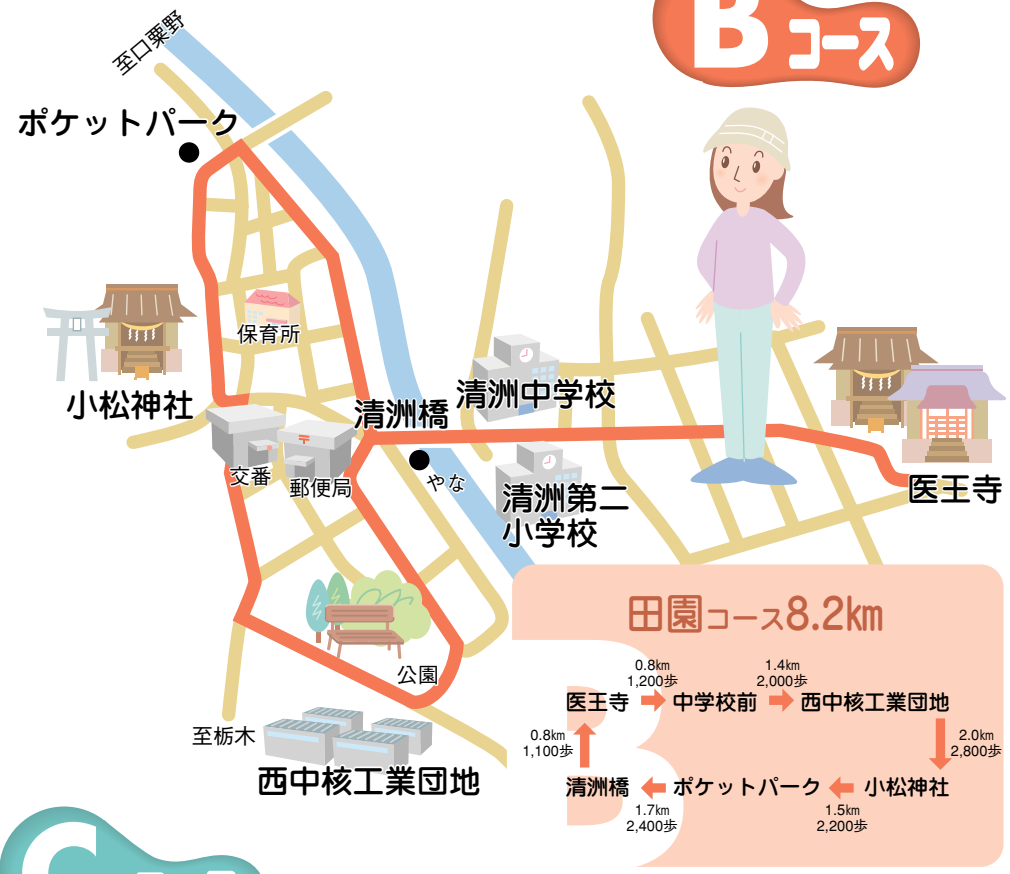 Bコース
至口粟野
ポケットパーク
保育所
小松神社
清洲橋
清洲中学校
交番
郵便局
やな
清洲第二
小学校
医王寺
公園
至栃木
西中核工業団地
田園コース8.2km
0.8km
1,200歩
1.4km
2,000歩
医王寺
中学校前
西中核工業団地
0.8km
1,100歩
2.0km
2,800歩
清洲橋
ポケットパーク
小松神社
1.7km
2,400歩
1.5km
2,200歩
B